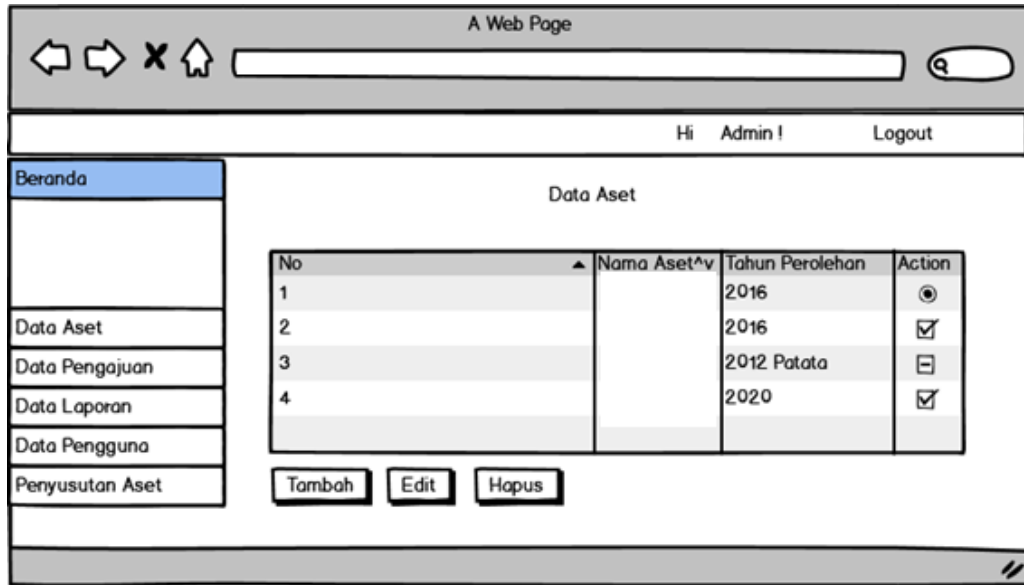 A Web Page
Hi Admin ! Logout
Beranda
Data Aset
Data Pengajuan
Data Laporan
Data Pengguna
Penyusutan Aset
Data Aset
No Nama Aset^v Tahun Perolehan Action
1 2016
2 2016
3 2012 Patata
4 2020
Tambah Edit Hapus